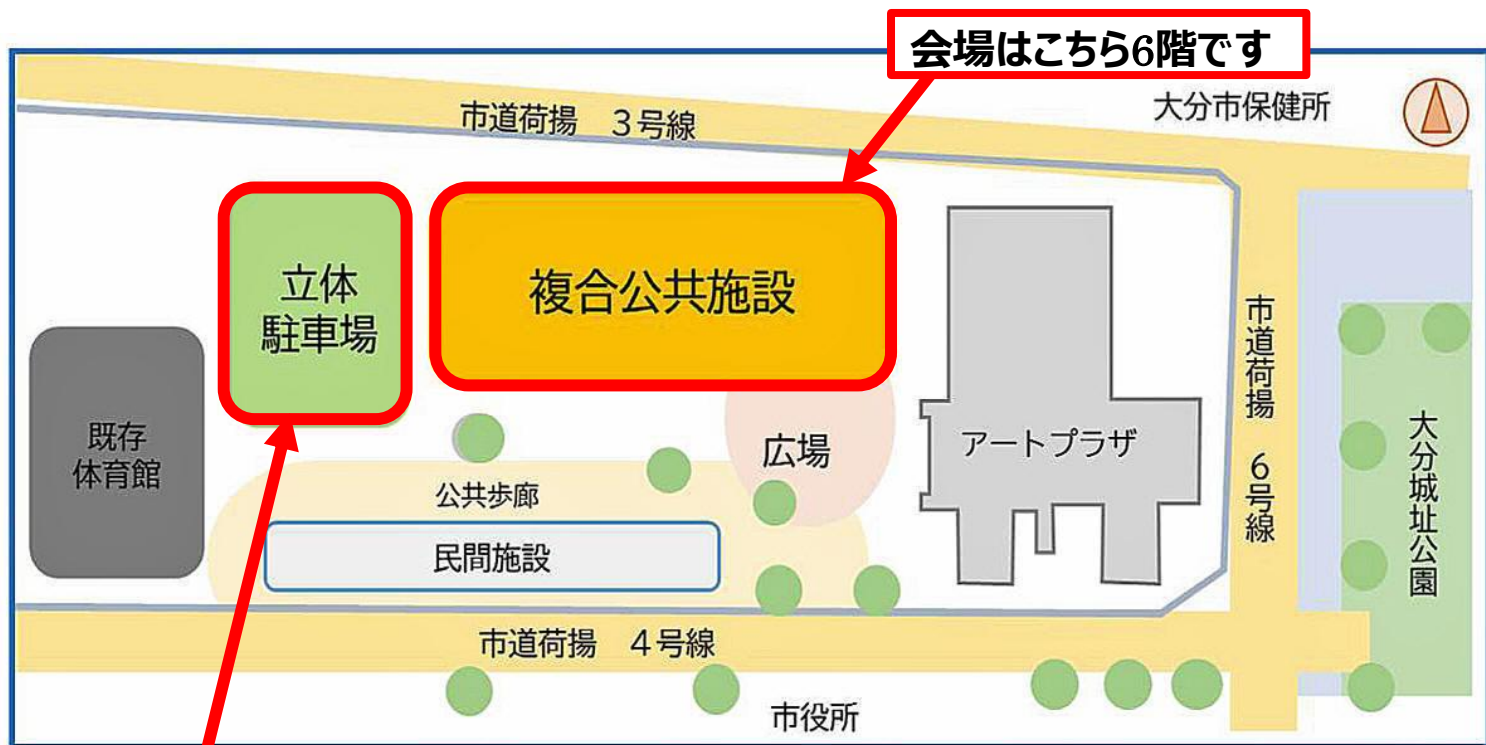 会場はこちら6階です
市道荷揚　３号線
大分市保健所
立体
駐車場
複合公共施設
既存
体育館
広場
アートプラザ
市道荷揚　６号線
大分城址公園
公共歩廊
民間施設
市道荷揚　４号線
市役所